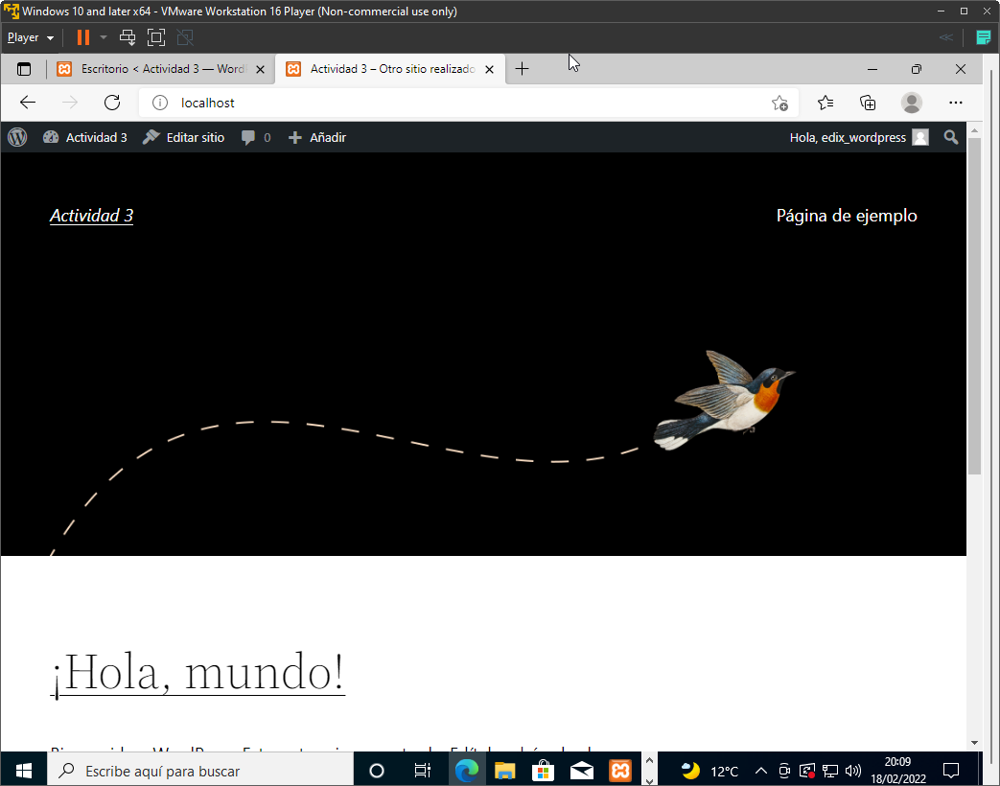 Windows 10 and later x64 - VMware Workstation 16 Player (Non-commercial use only)
Player
Escritorio < Actividad 3 — Word
Actividad 3 – Otro sitio realizado
localhost
Actividad 3
Editar sitio
0
Añadir
Hola, edix_wordpress
Actividad 3
Página de ejemplo
¡Hola, mundo!
Escribe aquí para buscar
12°C
20:09
18/02/2022